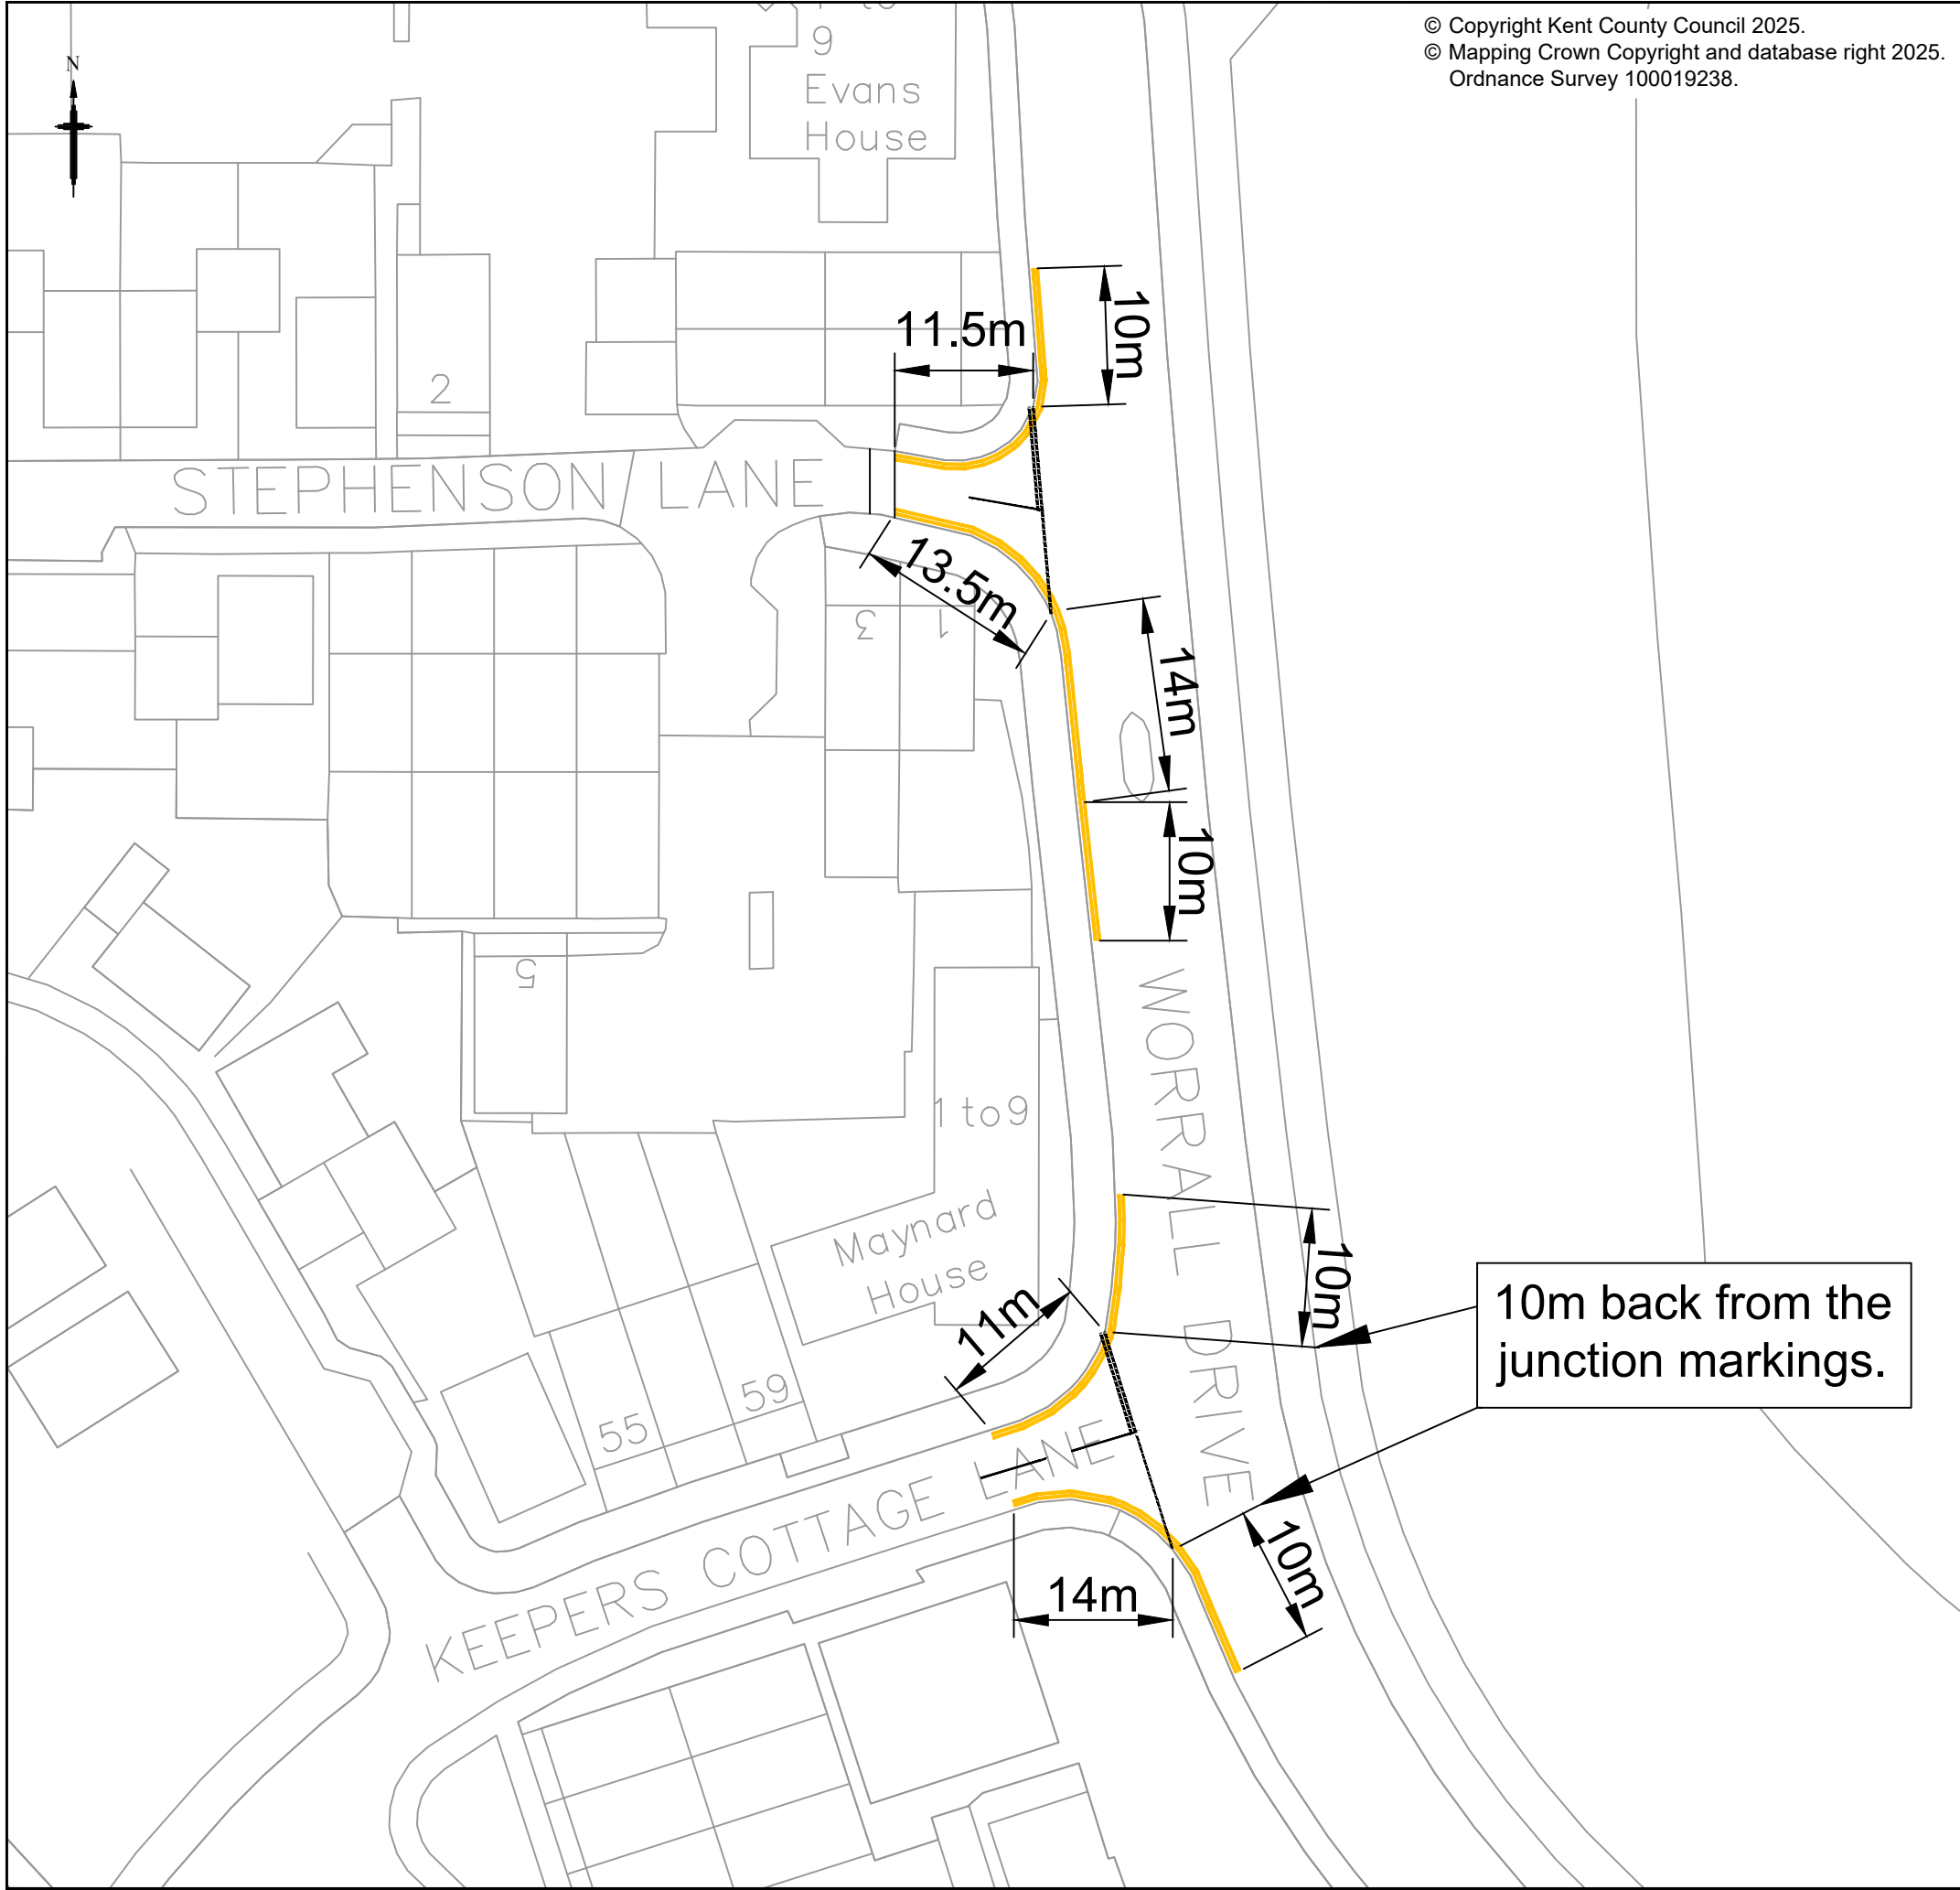 © Copyright Kent County Council 2025.
© Mapping Crown Copyright and database right 2025.
Ordnance Survey 100019238.
N
9
Evans
House
10m
11.5m
2
STEPHENSON LANE
13.5m
3
1
14m
10m
5
WORRALL DRIVE
1 to9
Maynard
House
10m
10m back from the
junction markings.
11m
59
55
KEEPERS COTTAGE LANE
10m
14m